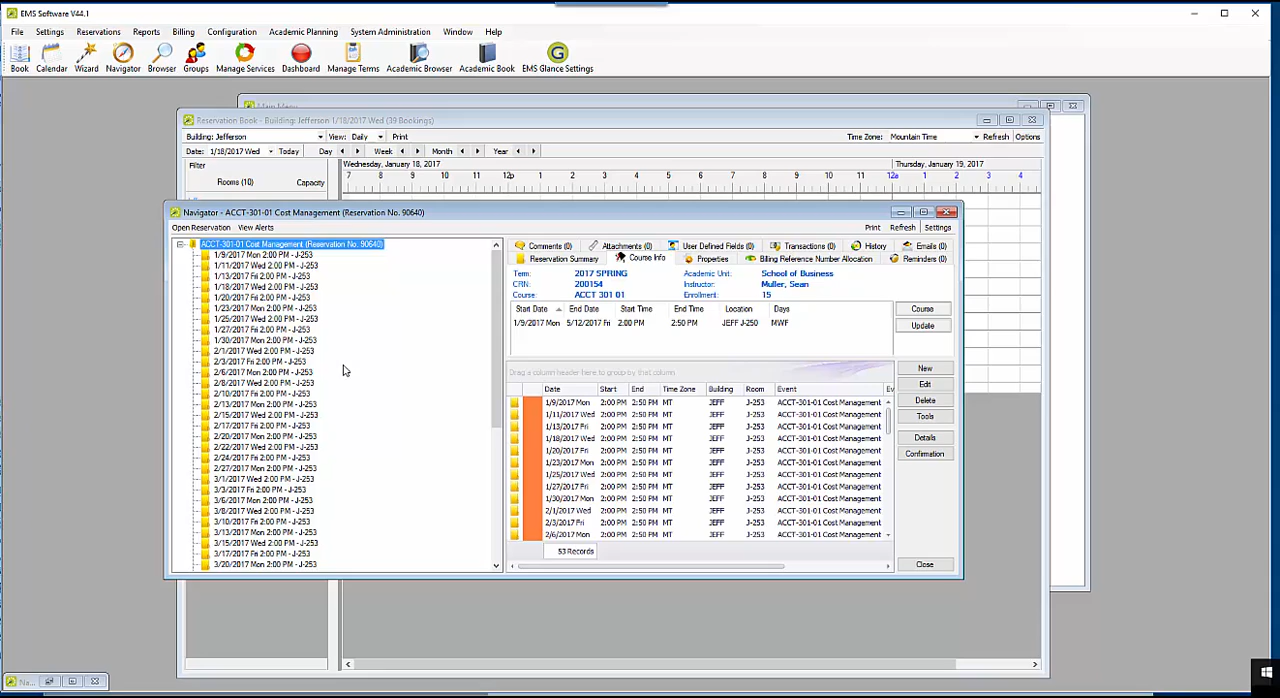 EMS Software V44.1
File Settings Reservations Reports Billing Configuration Academic Planning System Administration Window Help
Book Calendar Wizard Navigator Browser Groups Manage Services Dashboard Manage Terms Academic Browser Academic Book EMS Glance Settings
Main Menu
Reservation Book - Building: Jefferson 1/18/2017 Wed (39 Bookings)
Building: Jefferson View: Daily Print Time Zone: Mountain Time Refresh Options
Date: 1/18/2017 Wed Today Day Week Month Year
Filter Wednesday, January 18, 2017 Thursday, January 19, 2017
Rooms (10) Capacity 7 8 9 10 11 12p 1 2 3 4 5 6 7 8 9 10 11 12a 1 2 3 4
Navigator - ACCT-301-01 Cost Management (Reservation No. 90640)
Open Reservation View Alerts Print Refresh Settings
ACCT-301-01 Cost Management (Reservation No. 90640)
1/9/2017 Mon 2:00 PM - J-253
1/11/2017 Wed 2:00 PM - J-253
1/13/2017 Fri 2:00 PM - J-253
1/18/2017 Wed 2:00 PM - J-253
1/20/2017 Fri 2:00 PM - J-253
1/23/2017 Mon 2:00 PM - J-253
1/25/2017 Wed 2:00 PM - J-253
1/27/2017 Fri 2:00 PM - J-253
1/30/2017 Mon 2:00 PM - J-253
2/1/2017 Wed 2:00 PM - J-253
2/3/2017 Fri 2:00 PM - J-253
2/6/2017 Mon 2:00 PM - J-253
2/8/2017 Wed 2:00 PM - J-253
2/10/2017 Fri 2:00 PM - J-253
2/13/2017 Mon 2:00 PM - J-253
2/15/2017 Wed 2:00 PM - J-253
2/17/2017 Fri 2:00 PM - J-253
2/20/2017 Mon 2:00 PM - J-253
2/22/2017 Wed 2:00 PM - J-253
2/24/2017 Fri 2:00 PM - J-253
2/27/2017 Mon 2:00 PM - J-253
3/1/2017 Wed 2:00 PM - J-253
3/3/2017 Fri 2:00 PM - J-253
3/6/2017 Mon 2:00 PM - J-253
3/8/2017 Wed 2:00 PM - J-253
3/10/2017 Fri 2:00 PM - J-253
3/13/2017 Mon 2:00 PM - J-253
3/15/2017 Wed 2:00 PM - J-253
3/17/2017 Fri 2:00 PM - J-253
3/20/2017 Mon 2:00 PM - J-253
Comments (0) Attachments (0) User Defined Fields (0) Transactions (0) History Emails (0)
Reservation Summary Course Info Properties Billing Reference Number Allocation Reminders (0)
Term: 2017 SPRING Academic Unit: School of Business
CRN: 200154 Instructor: Muller, Sean
Course: ACCT 301 01 Enrollment: 15
Start Date End Date Start Time End Time Location Days Course
1/9/2017 Mon 5/12/2017 Fri 2:00 PM 2:50 PM JEFF J-250 MWF Update
Drag a column header here to group by that column
New
Edit
Delete
Tools
Details
Confirmation
Date Start End Time Zone Building Room Event Ev
1/9/2017 Mon 2:00 PM 2:50 PM MT JEFF J-253 ACCT-301-01 Cost Management
1/11/2017 Wed 2:00 PM 2:50 PM MT JEFF J-253 ACCT-301-01 Cost Management
1/13/2017 Fri 2:00 PM 2:50 PM MT JEFF J-253 ACCT-301-01 Cost Management
1/18/2017 Wed 2:00 PM 2:50 PM MT JEFF J-253 ACCT-301-01 Cost Management
1/20/2017 Fri 2:00 PM 2:50 PM MT JEFF J-253 ACCT-301-01 Cost Management
1/23/2017 Mon 2:00 PM 2:50 PM MT JEFF J-253 ACCT-301-01 Cost Management
1/25/2017 Wed 2:00 PM 2:50 PM MT JEFF J-253 ACCT-301-01 Cost Management
1/27/2017 Fri 2:00 PM 2:50 PM MT JEFF J-253 ACCT-301-01 Cost Management
1/30/2017 Mon 2:00 PM 2:50 PM MT JEFF J-253 ACCT-301-01 Cost Management
2/1/2017 Wed 2:00 PM 2:50 PM MT JEFF J-253 ACCT-301-01 Cost Management
2/3/2017 Fri 2:00 PM 2:50 PM MT JEFF J-253 ACCT-301-01 Cost Management
2/6/2017 Mon 2:00 PM 2:50 PM MT JEFF J-253 ACCT-301-01 Cost Management
53 Records
Close
Na...